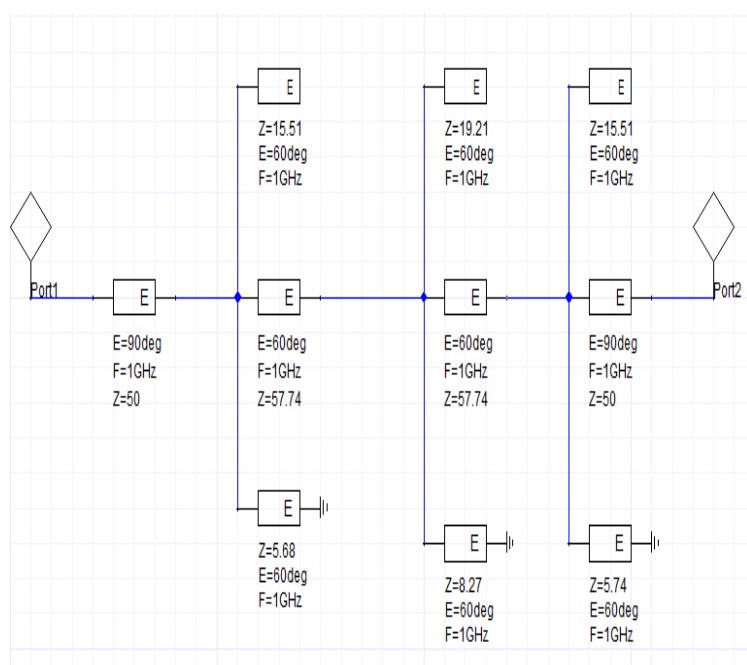 E
Z=15.51
E=60deg
F=1GHz
E
Z=19.21
E=60deg
F=1GHz
E
Z=15.51
E=60deg
F=1GHz
Port1
E
E=90deg
F=1GHz
Z=50
E
E=60deg
F=1GHz
Z=57.74
E
E=60deg
F=1GHz
Z=57.74
E
E=90deg
F=1GHz
Z=50
Port2
E
Z=5.68
E=60deg
F=1GHz
E
Z=8.27
E=60deg
F=1GHz
E
Z=5.74
E=60deg
F=1GHz